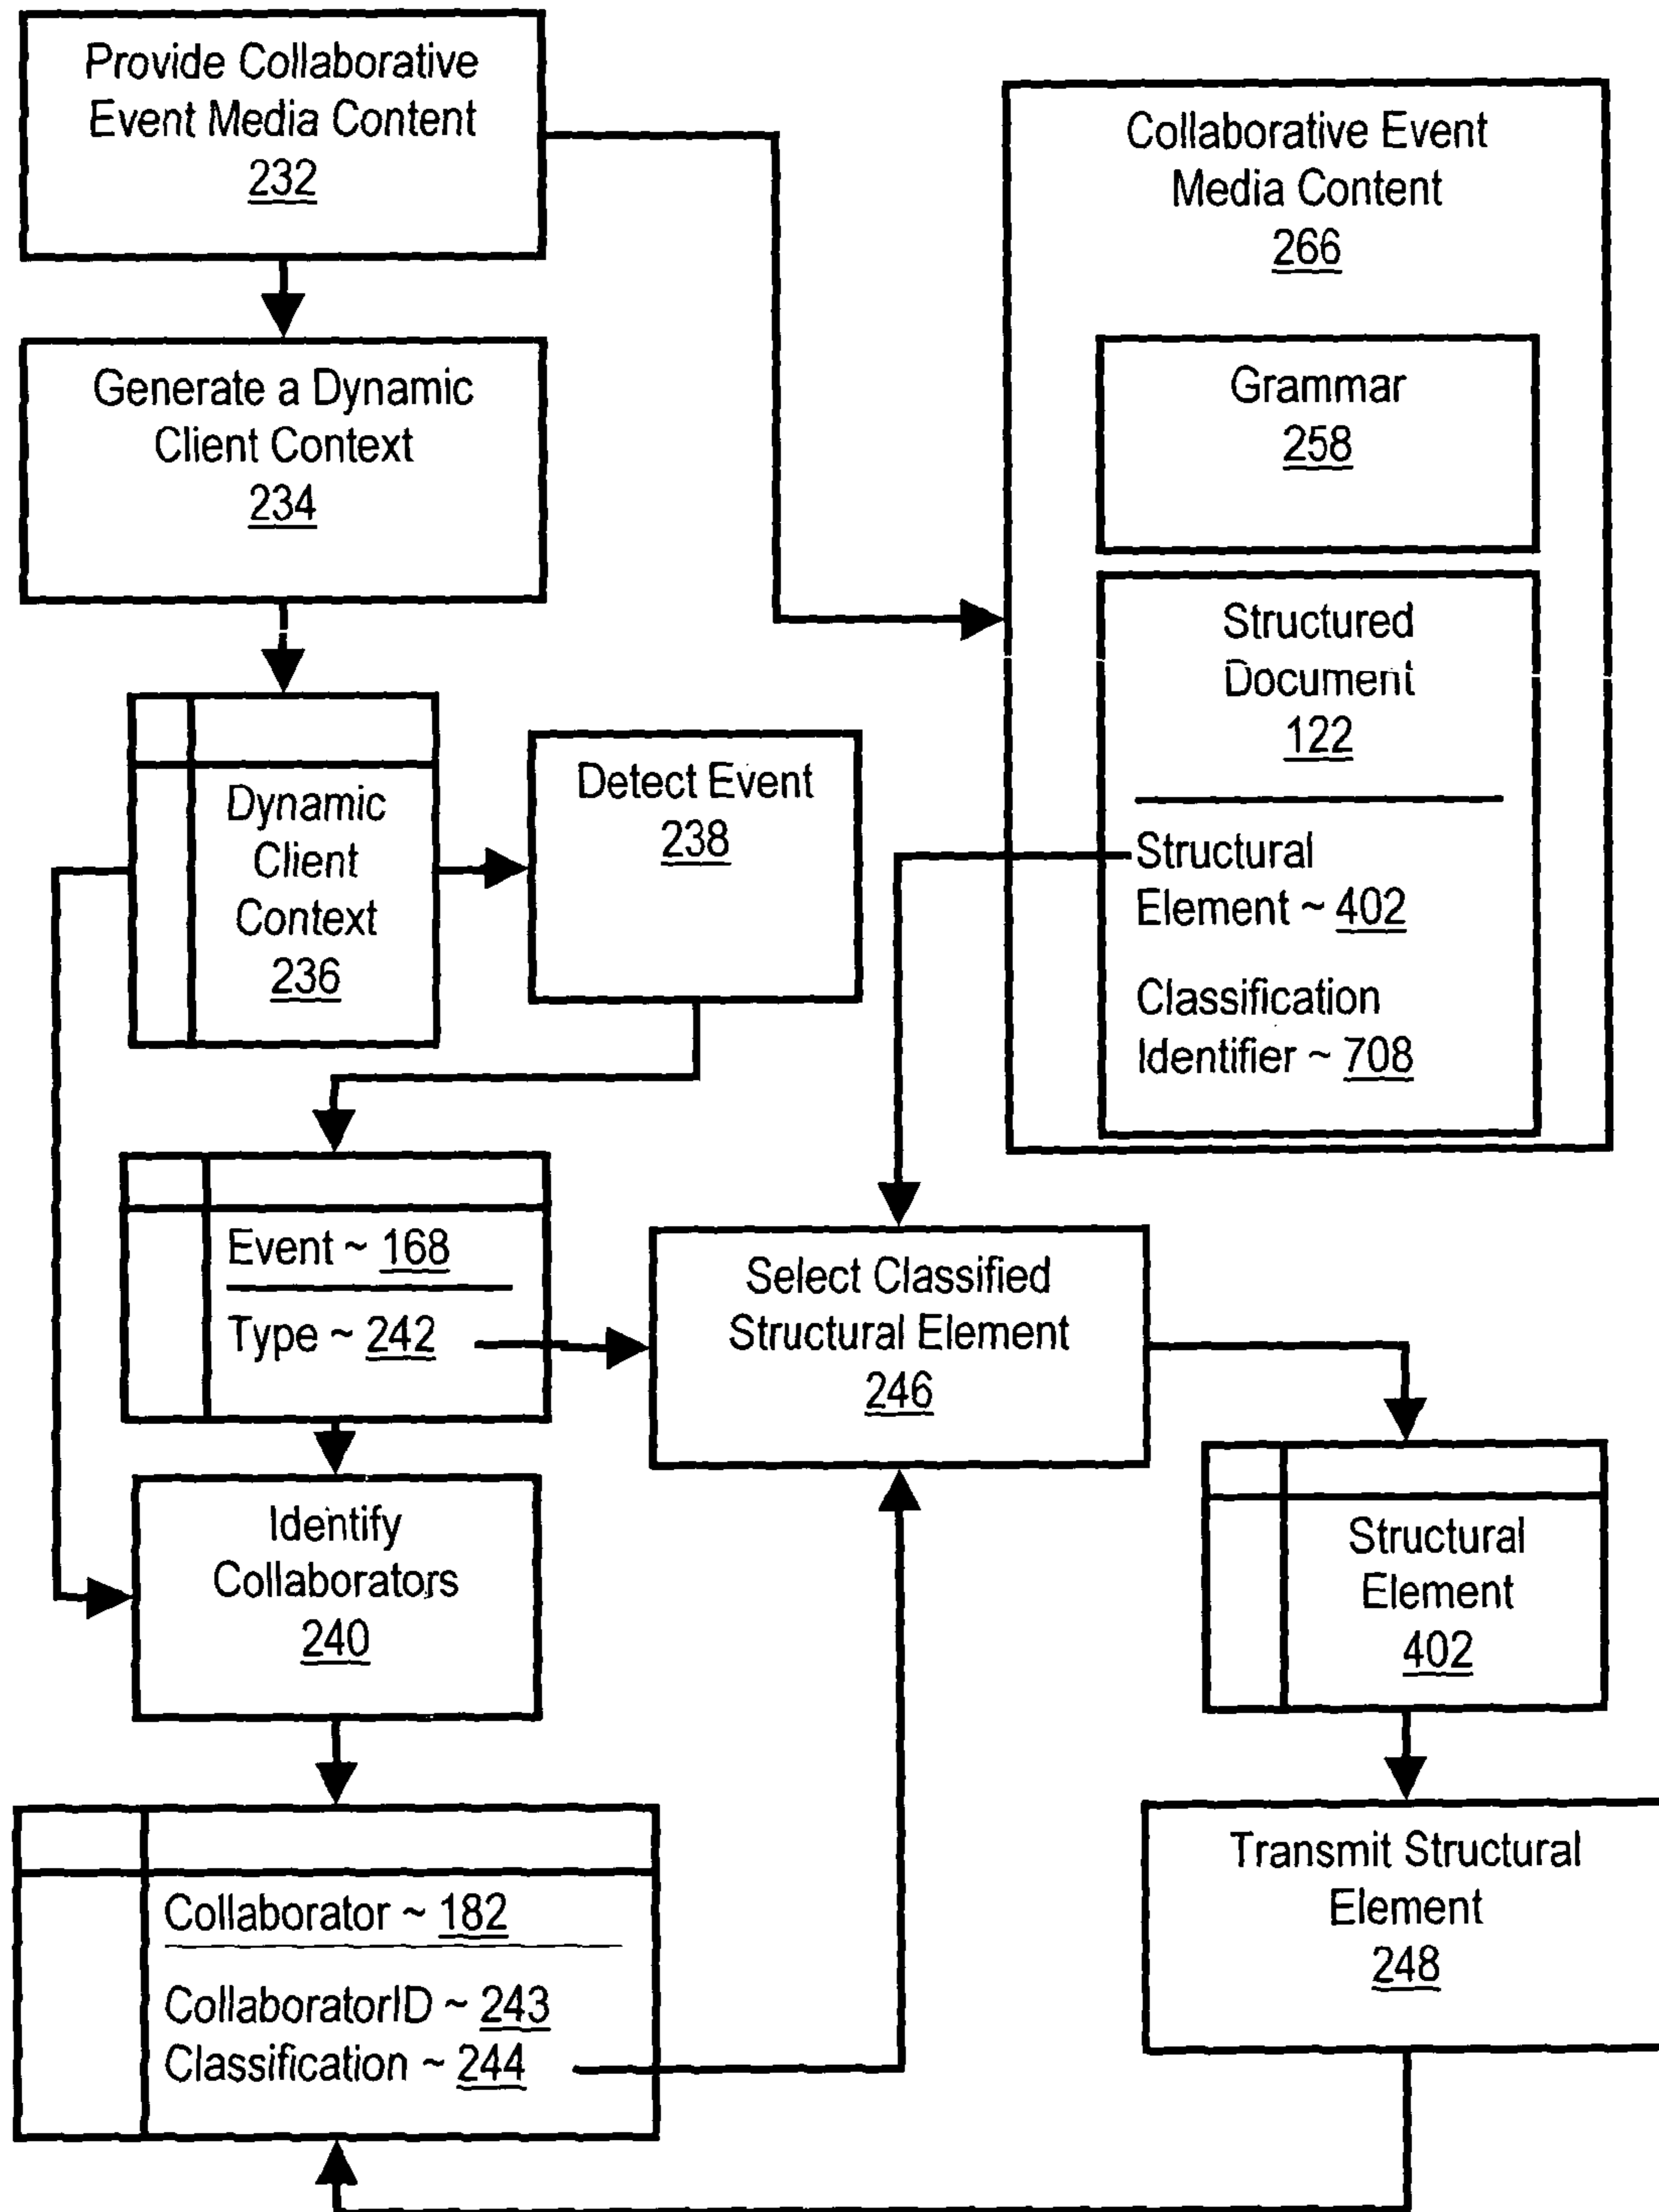 Provide Collaborative
Event Media Content
232
Collaborative Event
Media Content
266
Grammar
258
Generate a Dynamic
Client Context
234
Structured
Document
122
Structural
Element ~ 402
Classification
Identifier ~ 708
Dynamic
Client
Context
236
Detect Event
238
Event ~ 168
Type ~ 242
Select Classified
Structural Element
246
Identify
Collaborators
240
Structural
Element
402
Collaborator ~ 182
CollaboratorID ~ 243
Classification ~ 244
Transmit Structural
Element
248